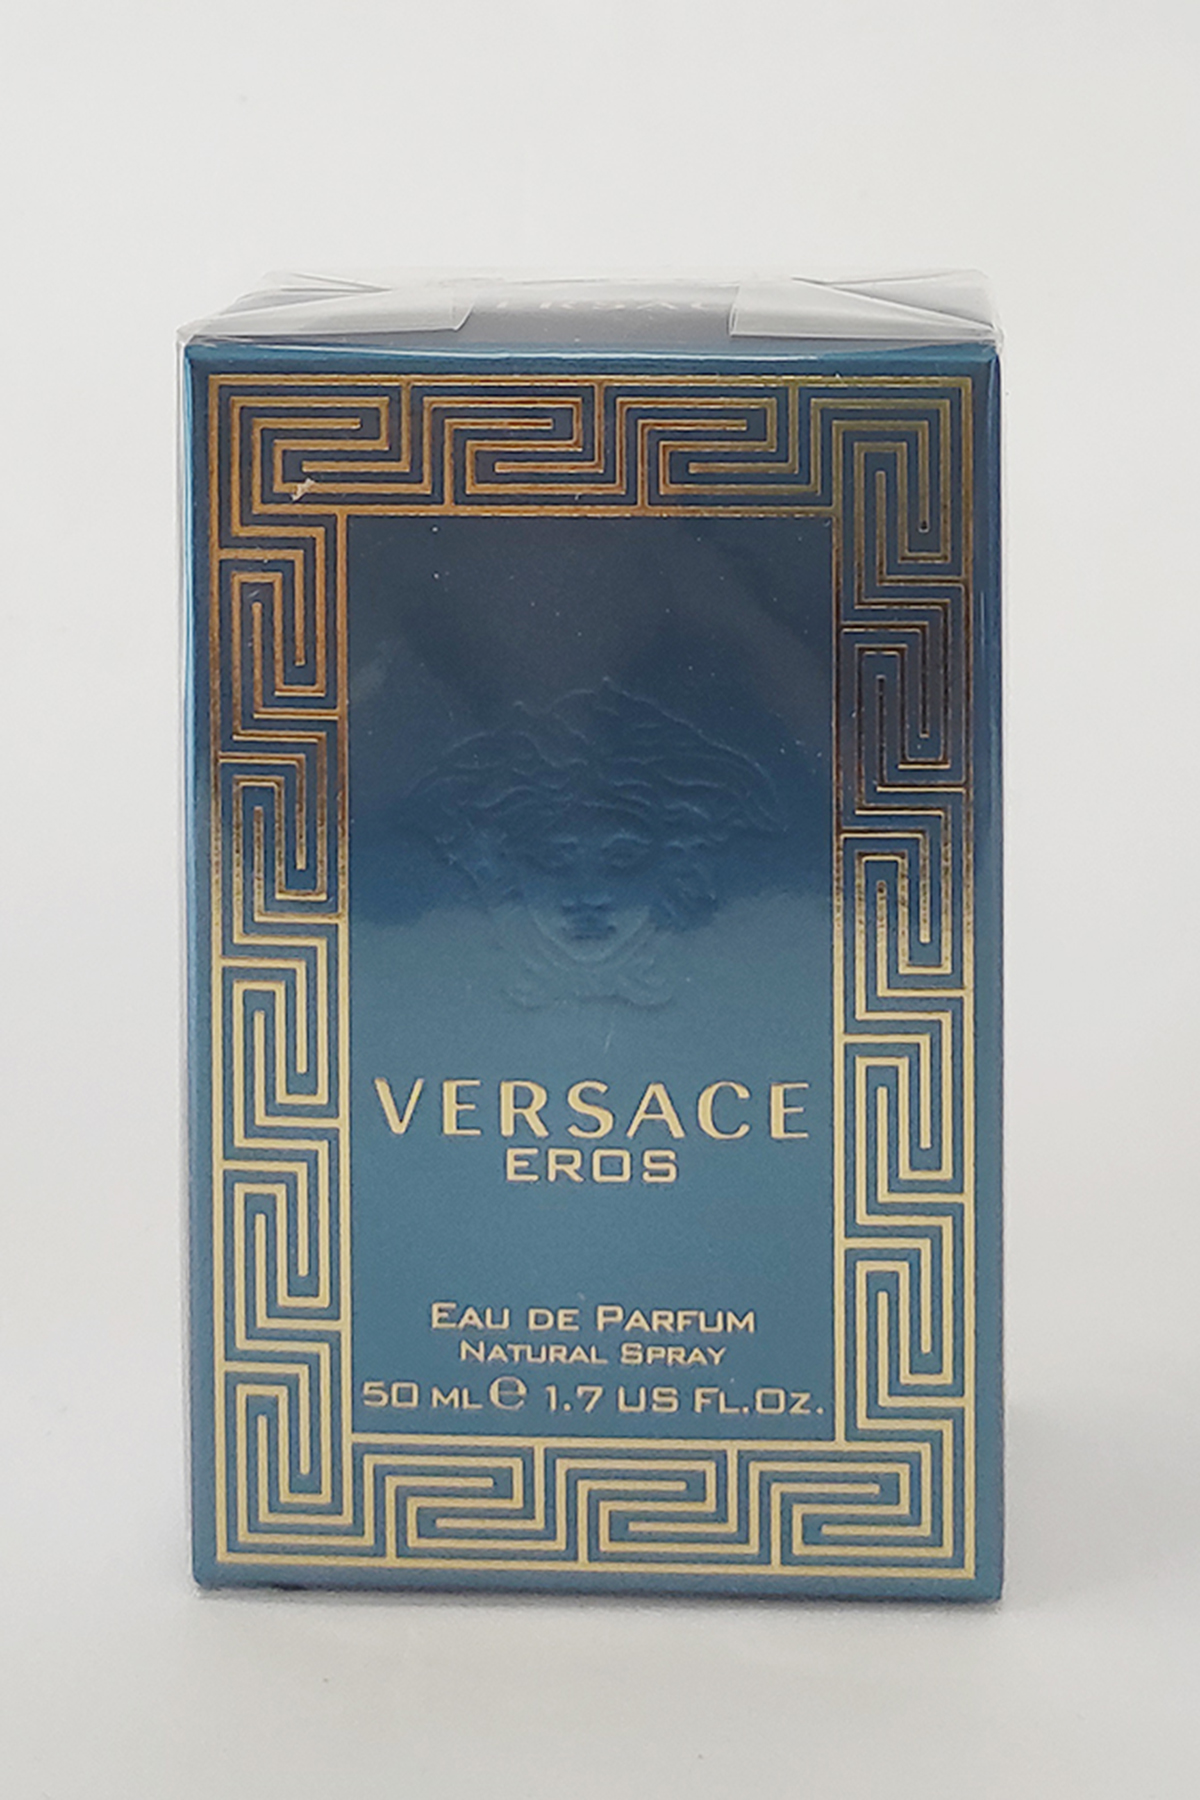 VERSACE
EROS
EAU DE PARFUM
NATURAL SPRAY
50 ML ℮ 1.7 US FL.OZ.